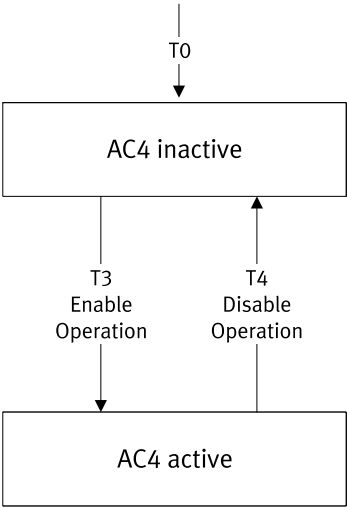 T0
AC4 inactive
T3
Enable
Operation
T4
Disable
Operation
AC4 active